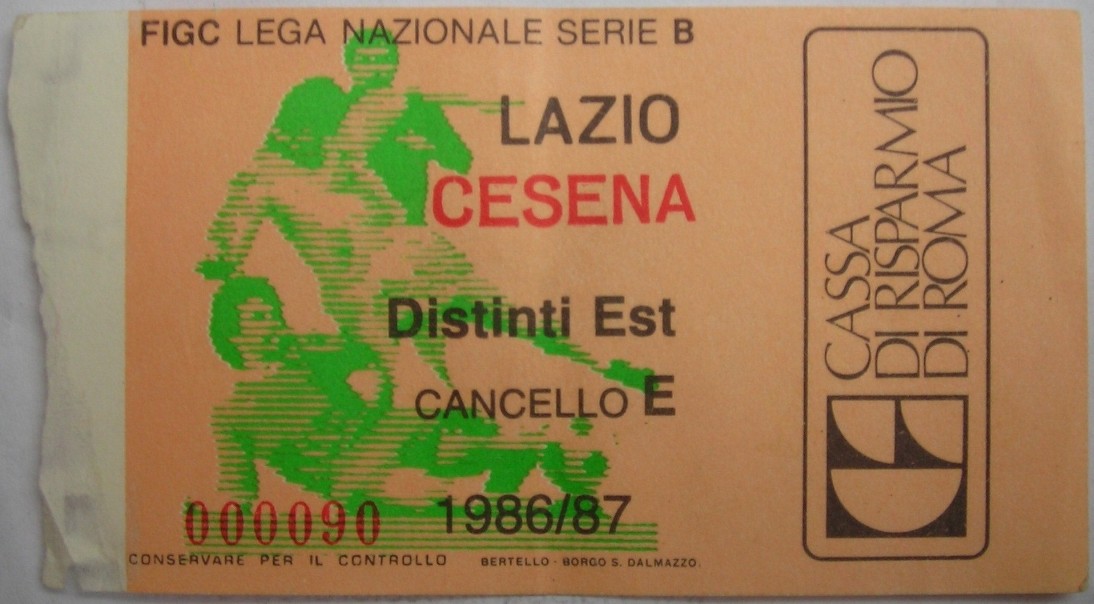 FIGC LEGA NAZIONALE SERIE B
LAZIO
CESENA
Distinti Est
CANCELLO E
000090 1986/87
CONSERVARE PER IL CONTROLLO BERTELLO - BORGO S. DALMAZZO.
CASSA
DI RISPARMIO
DI ROMA